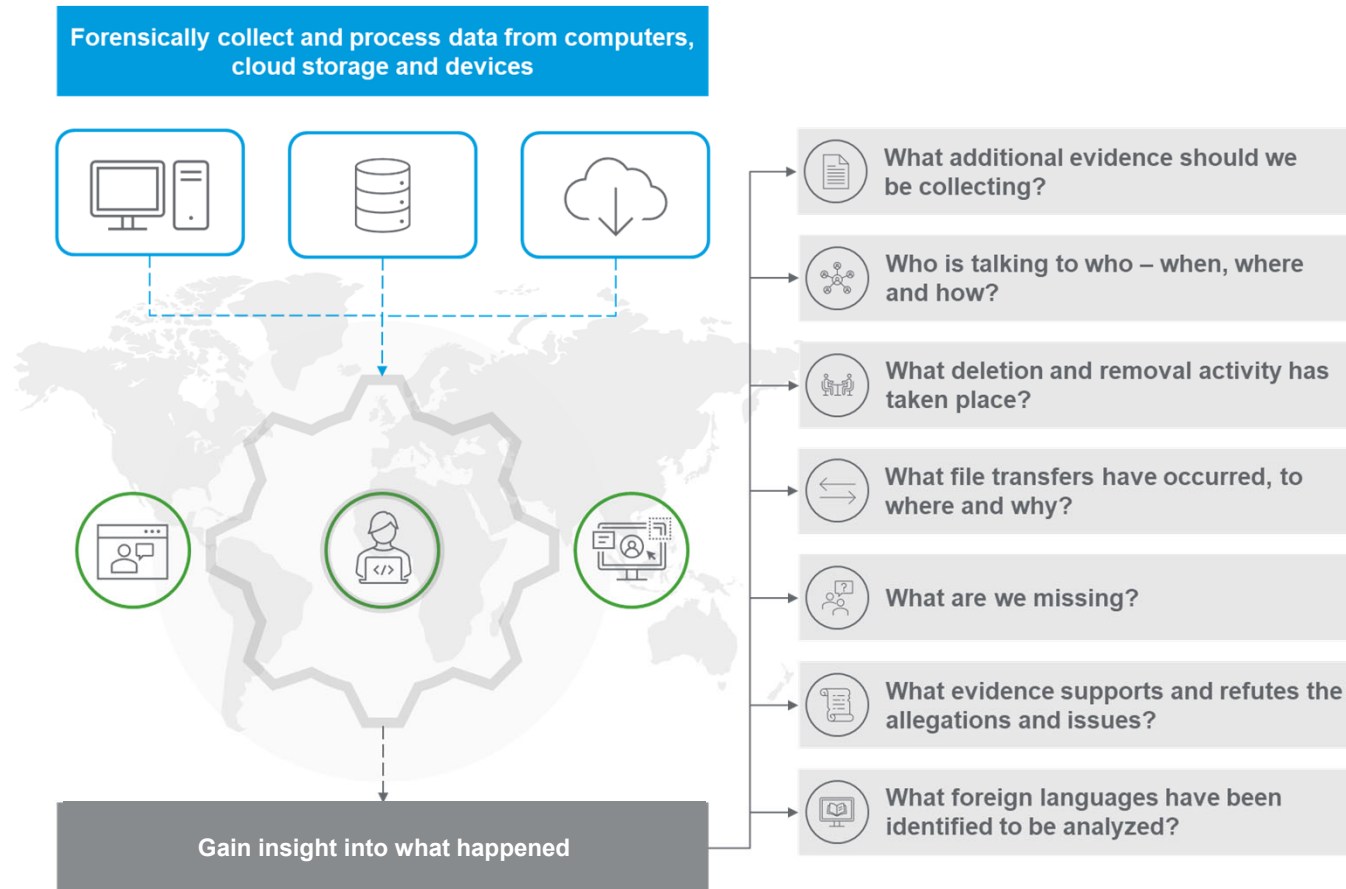 Forensically collect and process data from computers,
cloud storage and devices
What additional evidence should we
be collecting?
Who is talking to who – when, where
and how?
What deletion and removal activity has
taken place?
What file transfers have occurred, to
where and why?
What are we missing?
What evidence supports and refutes the
allegations and issues?
What foreign languages have been
identified to be analyzed?
Gain insight into what happened